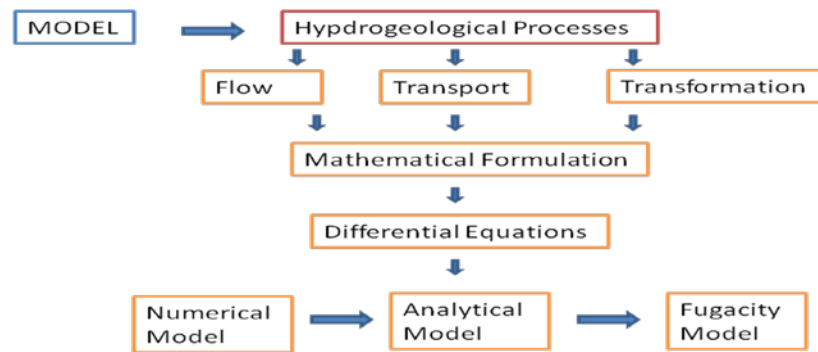 MODEL
Hypdrogeological Processes
Flow
Transport
Transformation
Mathematical Formulation
Differential Equations
Numerical
Model
Analytical
Model
Fugacity
Model